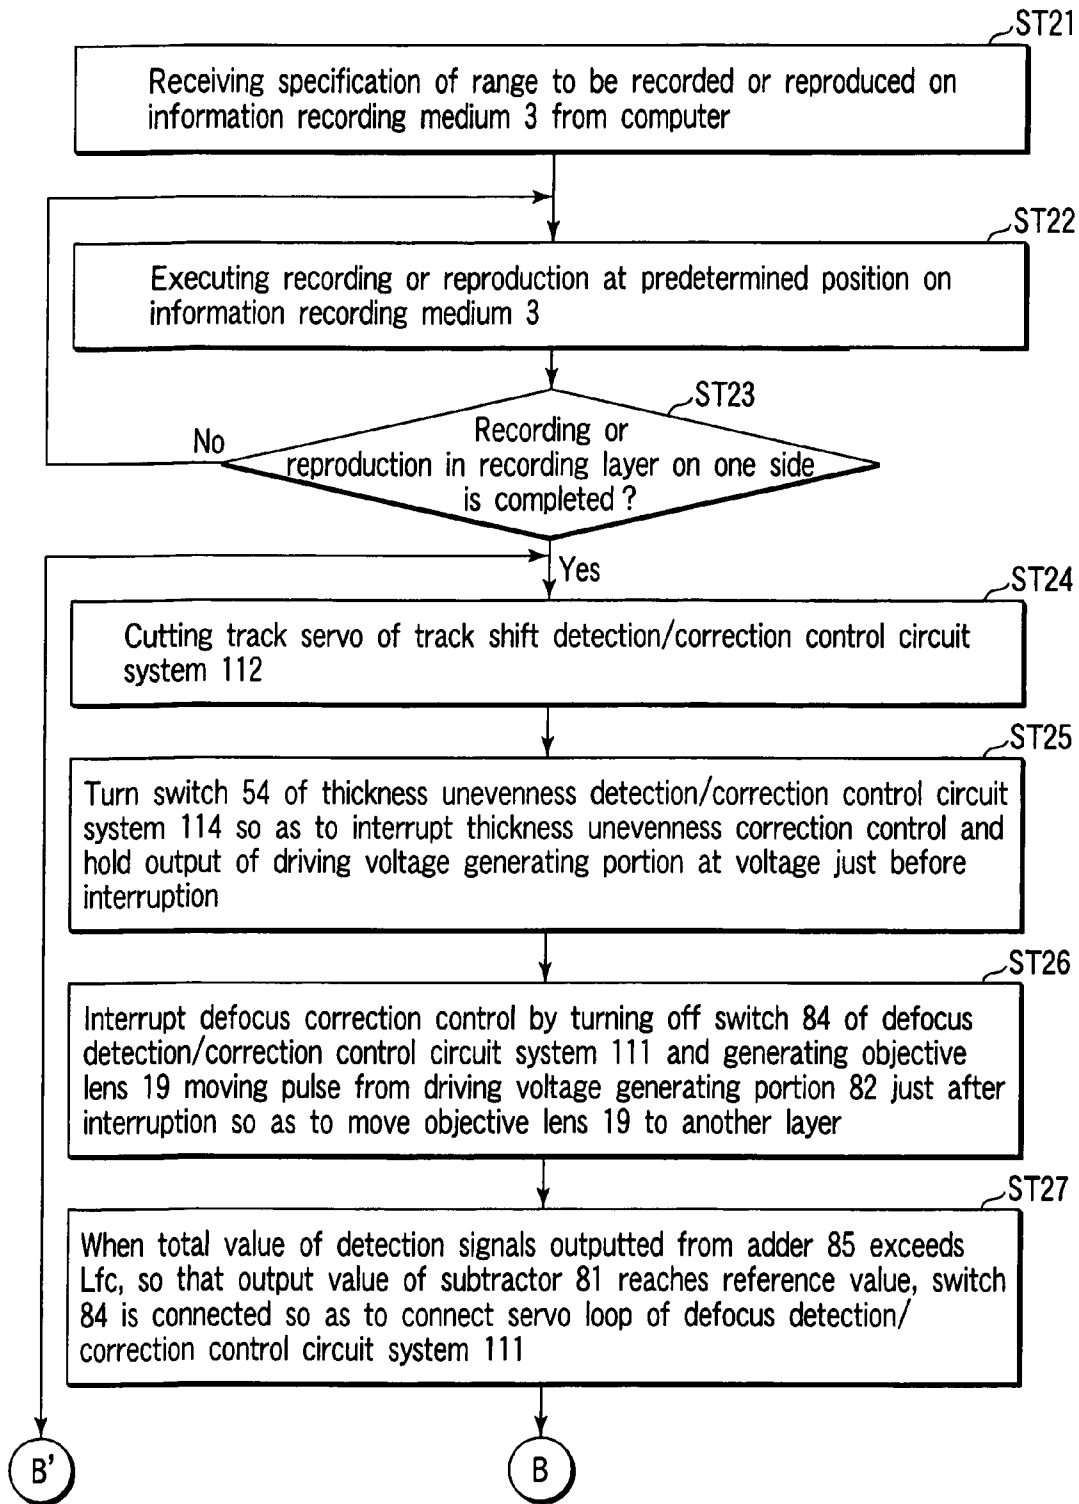 ST21
Receiving specification of range to be recorded or reproduced on
information recording medium 3 from computer
ST22
Executing recording or reproduction at predetermined position on
information recording medium 3
ST23
No
Recording or
reproduction in recording layer on one side
is completed?
Yes
ST24
Cutting track servo of track shift detection/correction control circuit
system 112
ST25
Turn switch 54 of thickness unevenness detection/correction control circuit
system 114 so as to interrupt thickness unevenness correction control and
hold output of driving voltage generating portion at voltage just before
interruption
ST26
Interrupt defocus correction control by turning off switch 84 of defocus
detection/correction control circuit system 111 and generating objective
lens 19 moving pulse from driving voltage generating portion 82 just after
interruption so as to move objective lens 19 to another layer
ST27
When total value of detection signals outputted from adder 85 exceeds
Lfc, so that output value of subtractor 81 reaches reference value, switch
84 is connected so as to connect servo loop of defocus detection/
correction control circuit system 111
B'
B